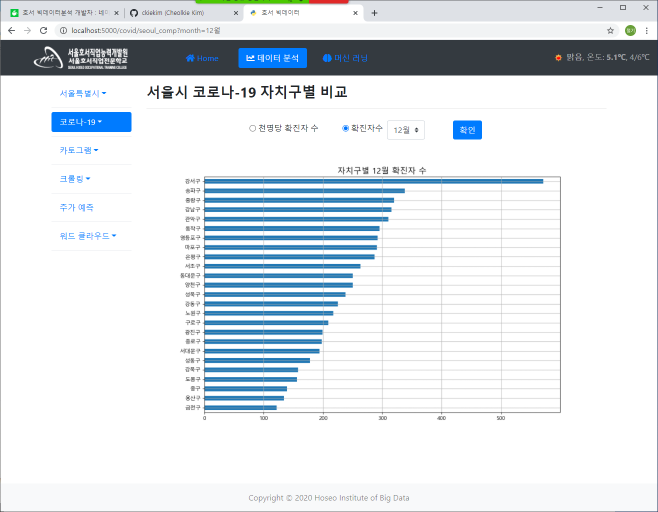 호서 빅데이터분석 개발자 : 네이
ckiekim (Cheolkie Kim)
호서 빅데이터
localhost:5000/covid/seoul_comp?month=12월
서울호서직업능력개발원
서울호서직업전문학교
Home
데이터 분석
머신 러닝
맑음, 온도: 5.1℃, 4/6℃
서울특별시
코로나-19
카토그램
크롤링
주가 예측
워드 클라우드
서울시 코로나-19 자치구별 비교
천명당 확진자 수
확진자수
12월
확인
자치구별 12월 확진자 수
강서구
송파구
중랑구
강남구
관악구
동작구
영등포구
마포구
은평구
서초구
동대문구
양천구
성북구
강동구
노원구
구로구
광진구
종로구
서대문구
성동구
강북구
도봉구
중구
용산구
금천구
0 100 200 300 400 500
Copyright © 2020 Hoseo Institute of Big Data